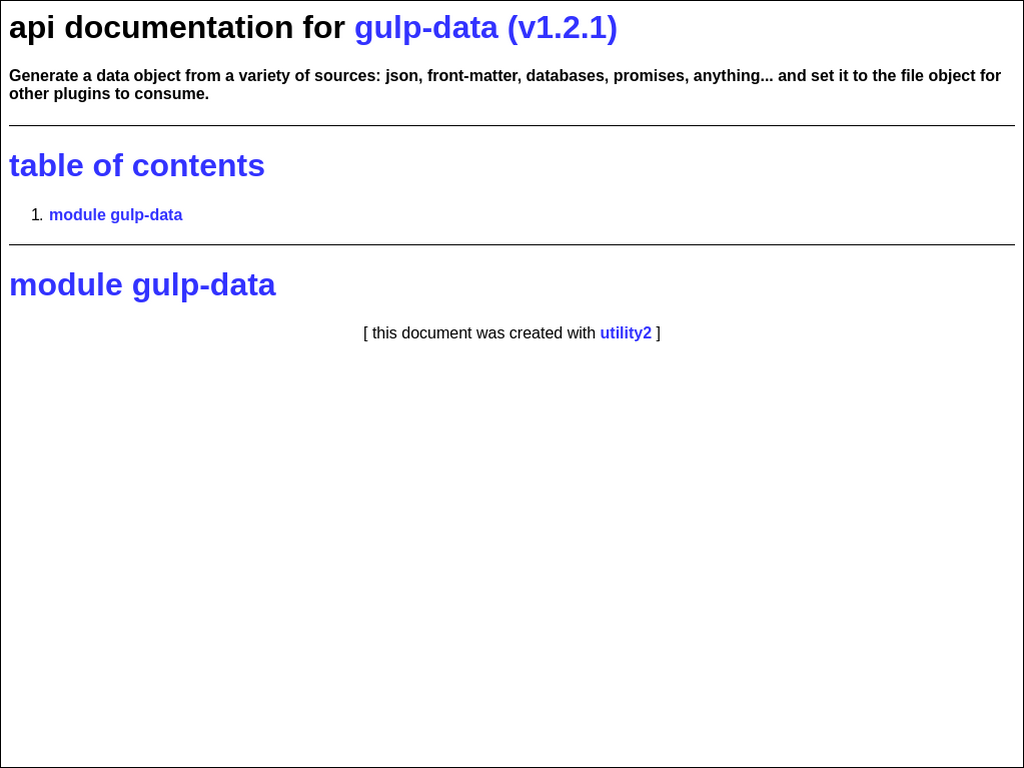 api documentation for gulp-data (v1.2.1)
Generate a data object from a variety of sources: json, front-matter, databases, promises, anything... and set it to the file object for
other plugins to consume.
table of contents
1. module gulp-data
module gulp-data
[ this document was created with utility2 ]